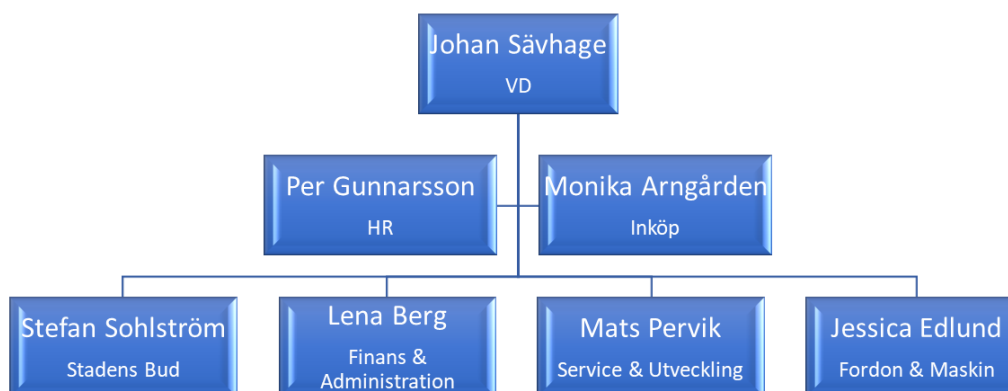 Johan Sävhage
VD
Per Gunnarsson
HR
Monika Arngården
Inköp
Stefan Sohlström
Stadens Bud
Lena Berg
Finans &
Administration
Mats Pervik
Service & Utveckling
Jessica Edlund
Fordon & Maskin